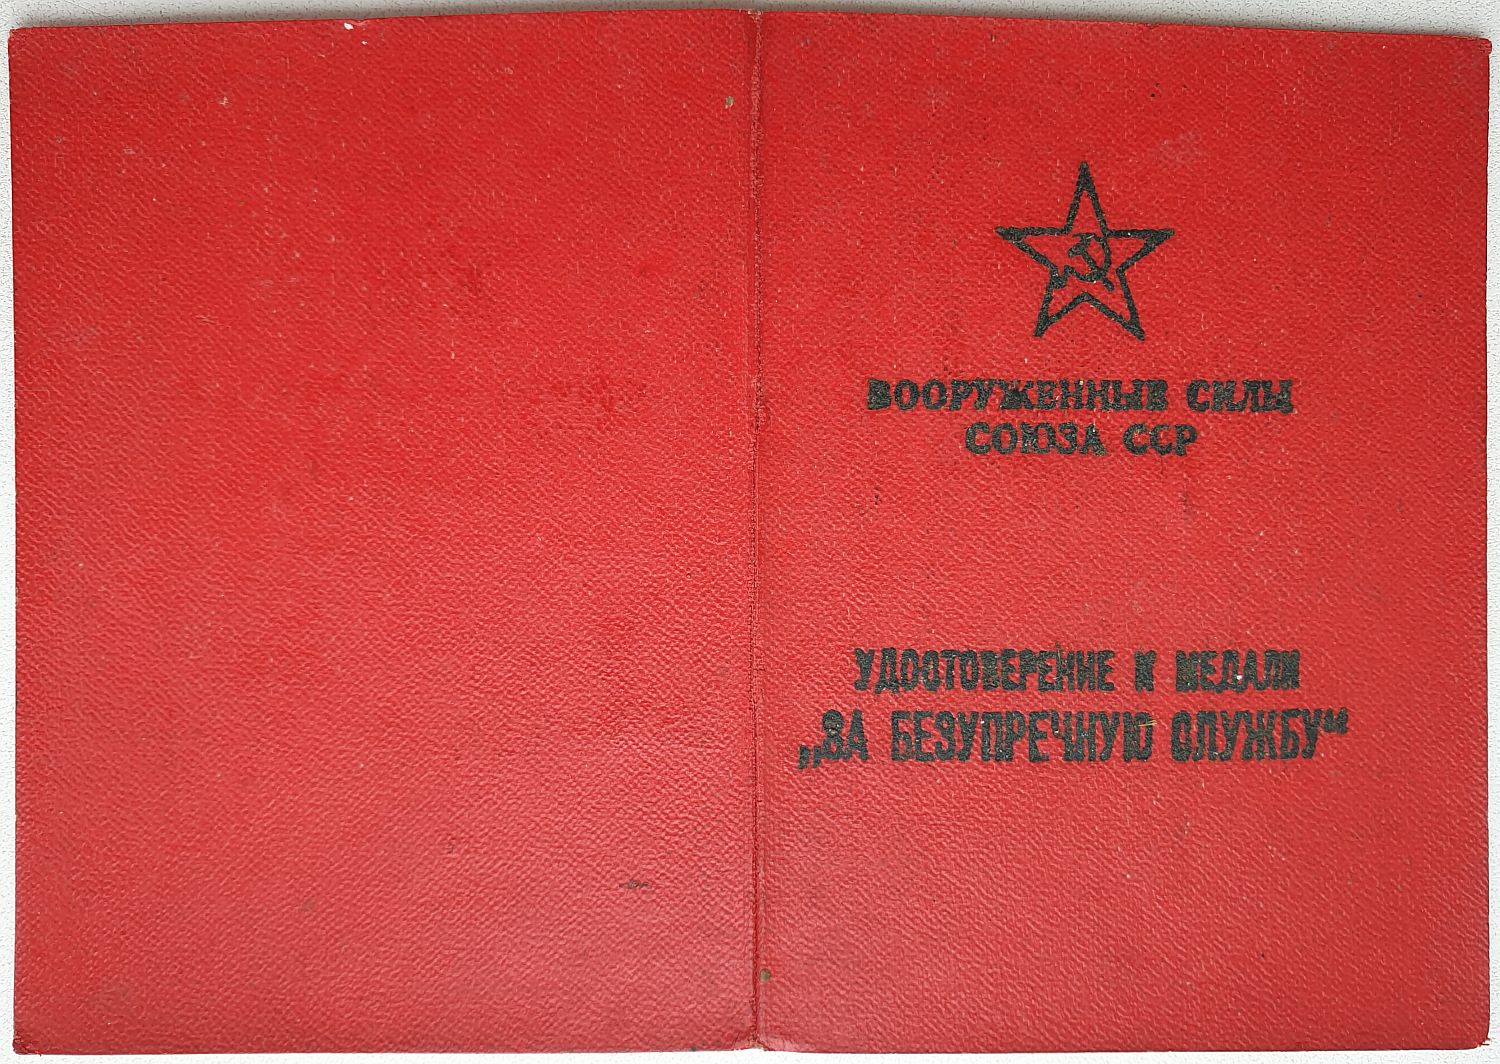 ВООРУЖЕННЫЕ СИЛЫ
СОЮЗА ССР
УДОСТОВЕРЕНИЕ К МЕДАЛИ
„ЗА БЕЗУПРЕЧНУЮ СЛУЖБУ“